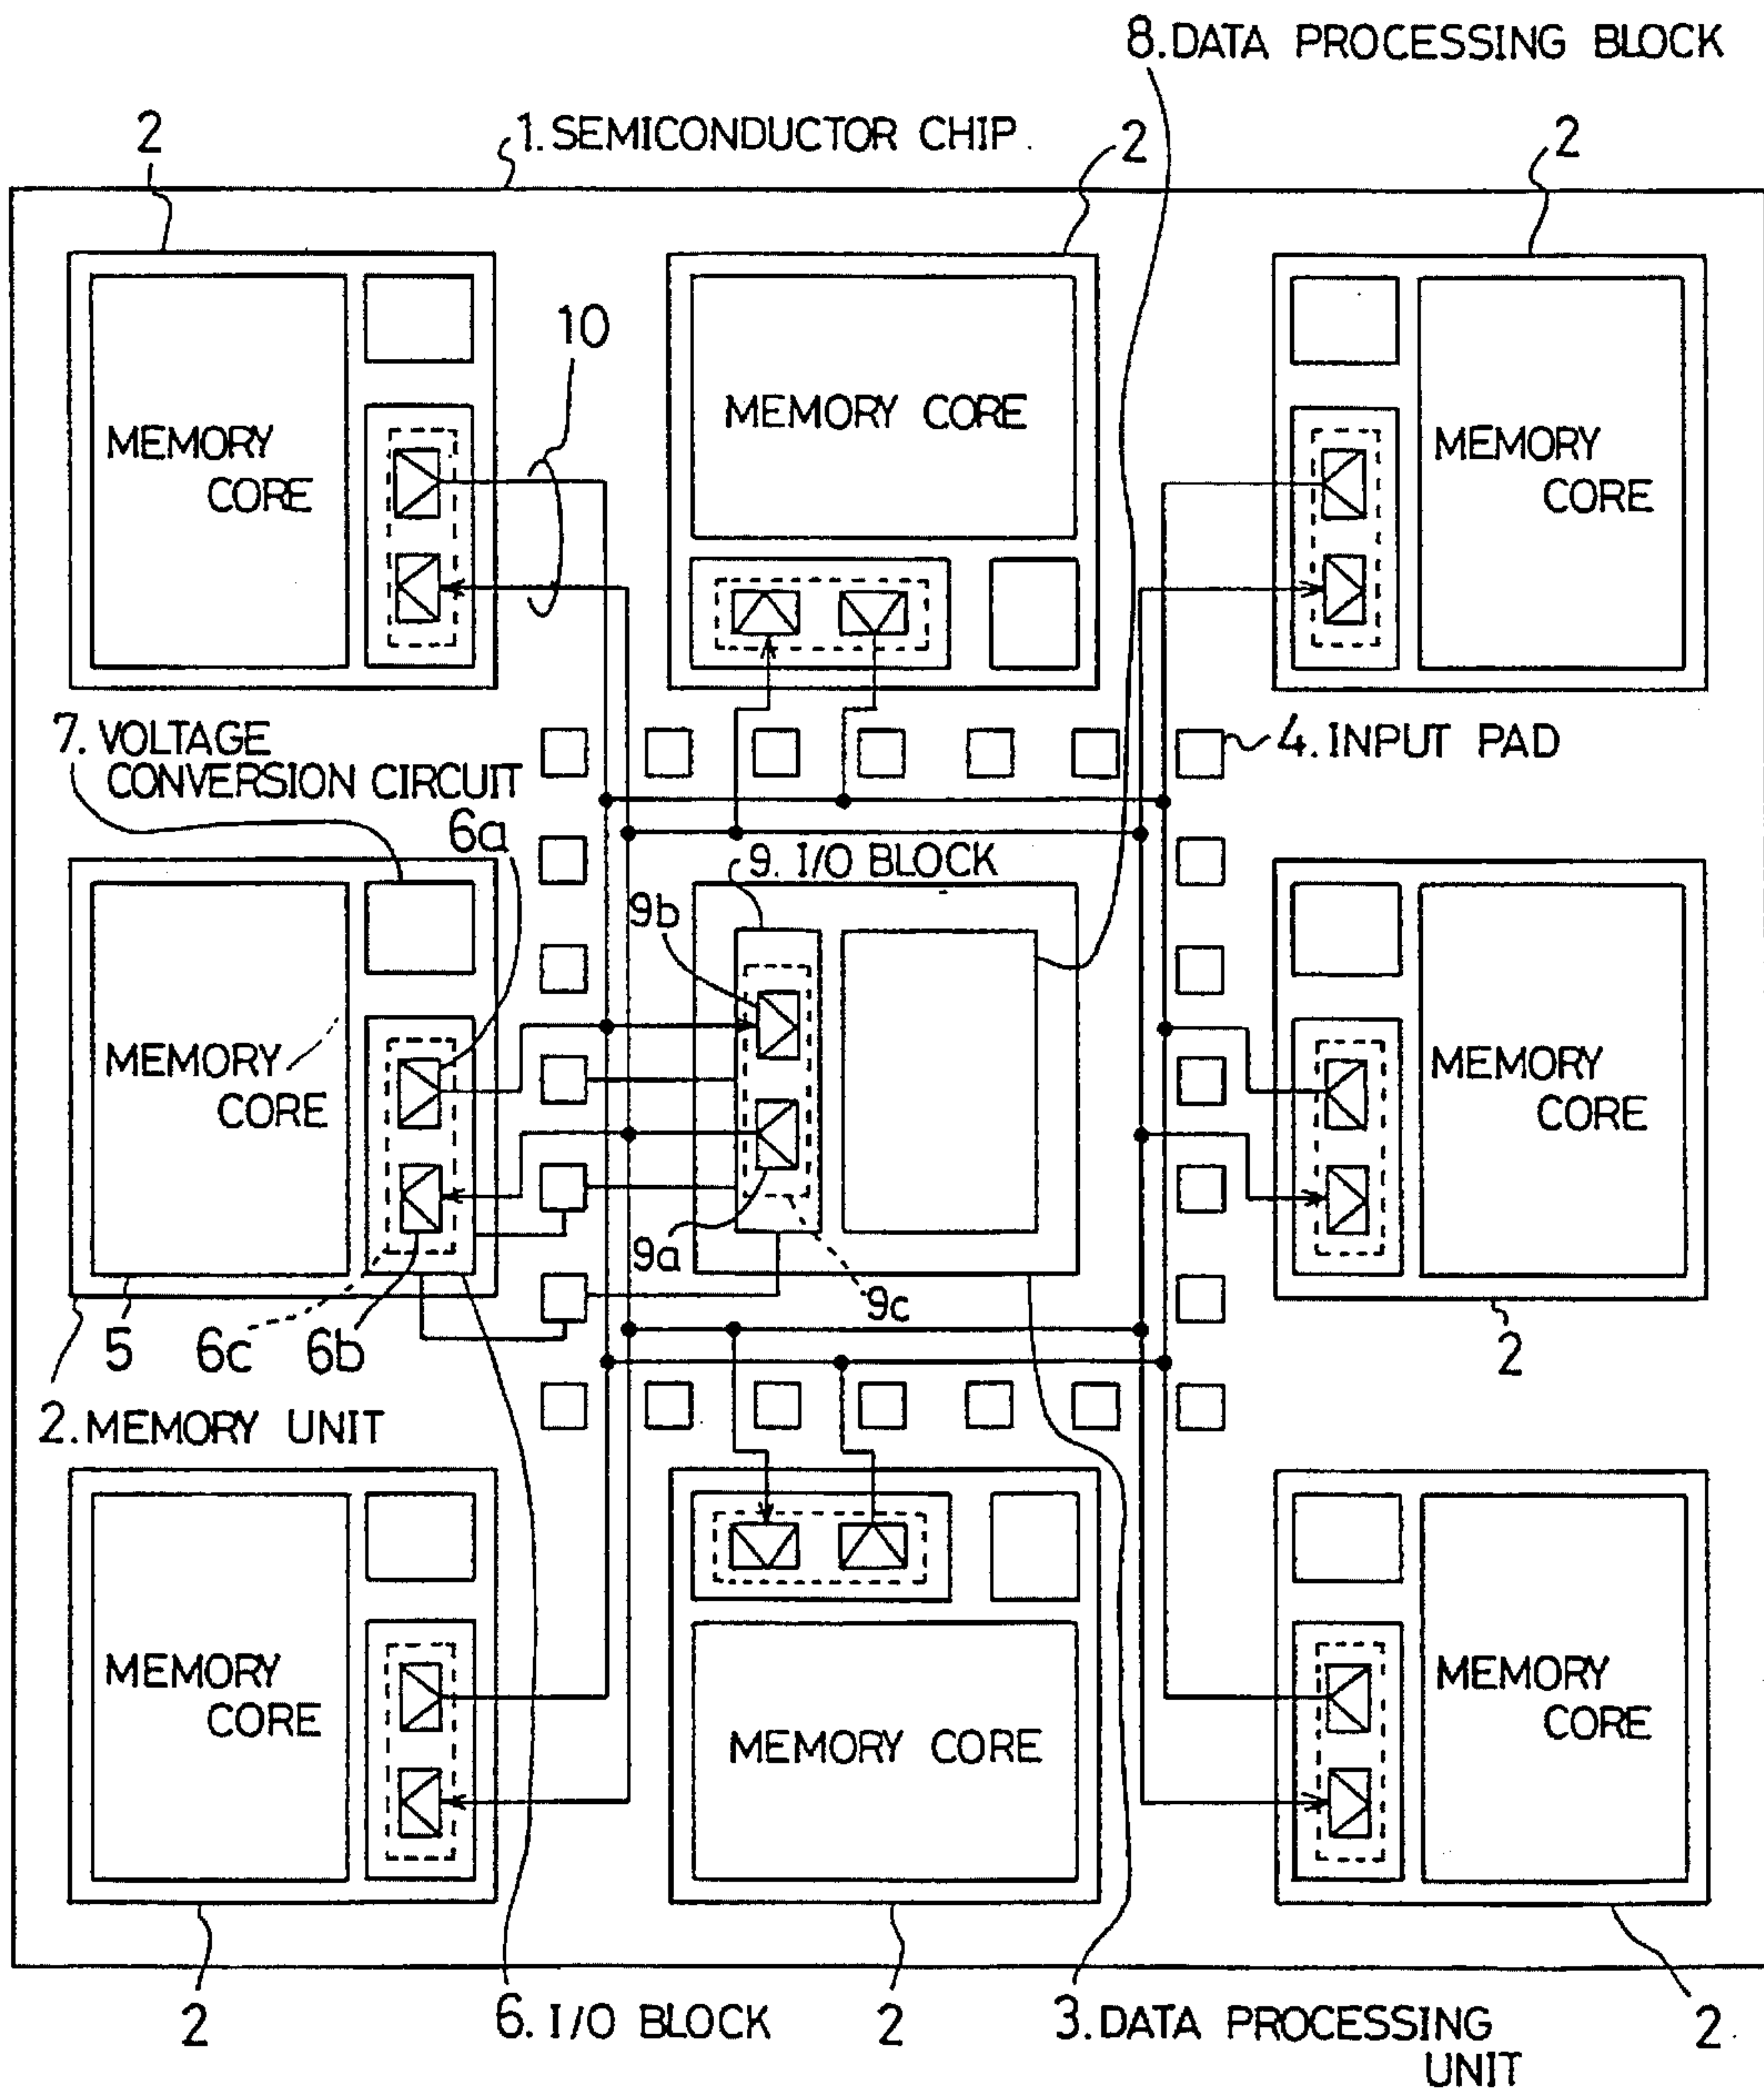 8. DATA PROCESSING BLOCK
1. SEMICONDUCTOR CHIP.
2
2
2
10
MEMORY
CORE
MEMORY CORE
MEMORY
CORE
7. VOLTAGE
CONVERSION CIRCUIT
4. INPUT PAD
6a
9. I/O BLOCK
9b
MEMORY
CORE
MEMORY
CORE
9a
9c
5
6c
6b
2
2. MEMORY UNIT
MEMORY
CORE
MEMORY CORE
MEMORY
CORE
2
6. I/O BLOCK
2
3. DATA PROCESSING
UNIT
2